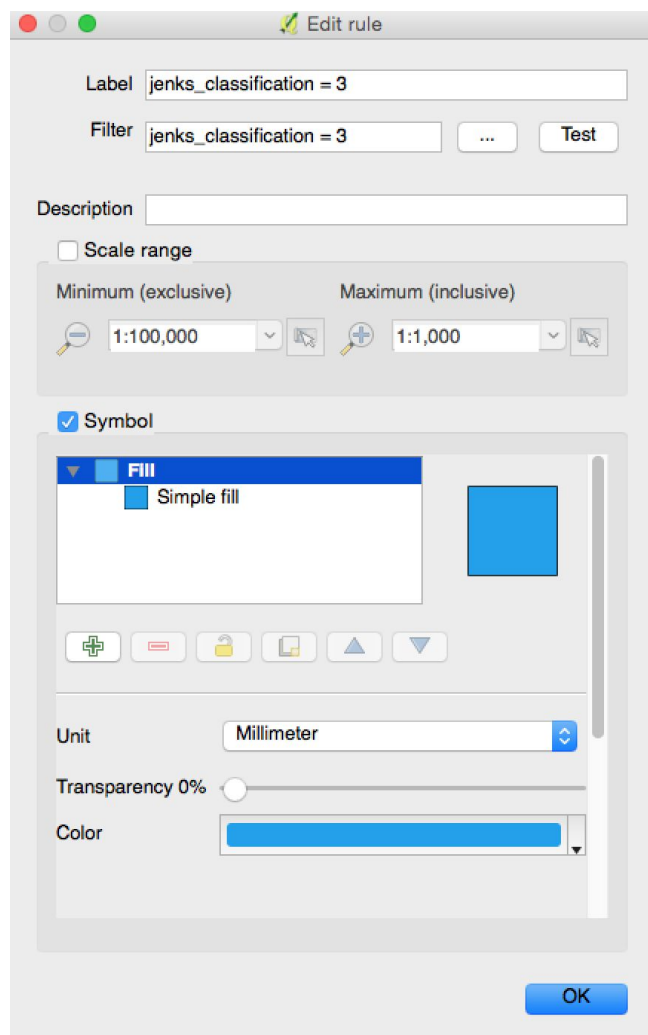 Edit rule
Label jenks_classification = 3
Filter jenks_classification = 3 ... Test
Description
Scale range
Minimum (exclusive) Maximum (inclusive)
1:100,000 1:1,000
Symbol
Fill
Simple fill
Unit Millimeter
Transparency 0%
Color
OK